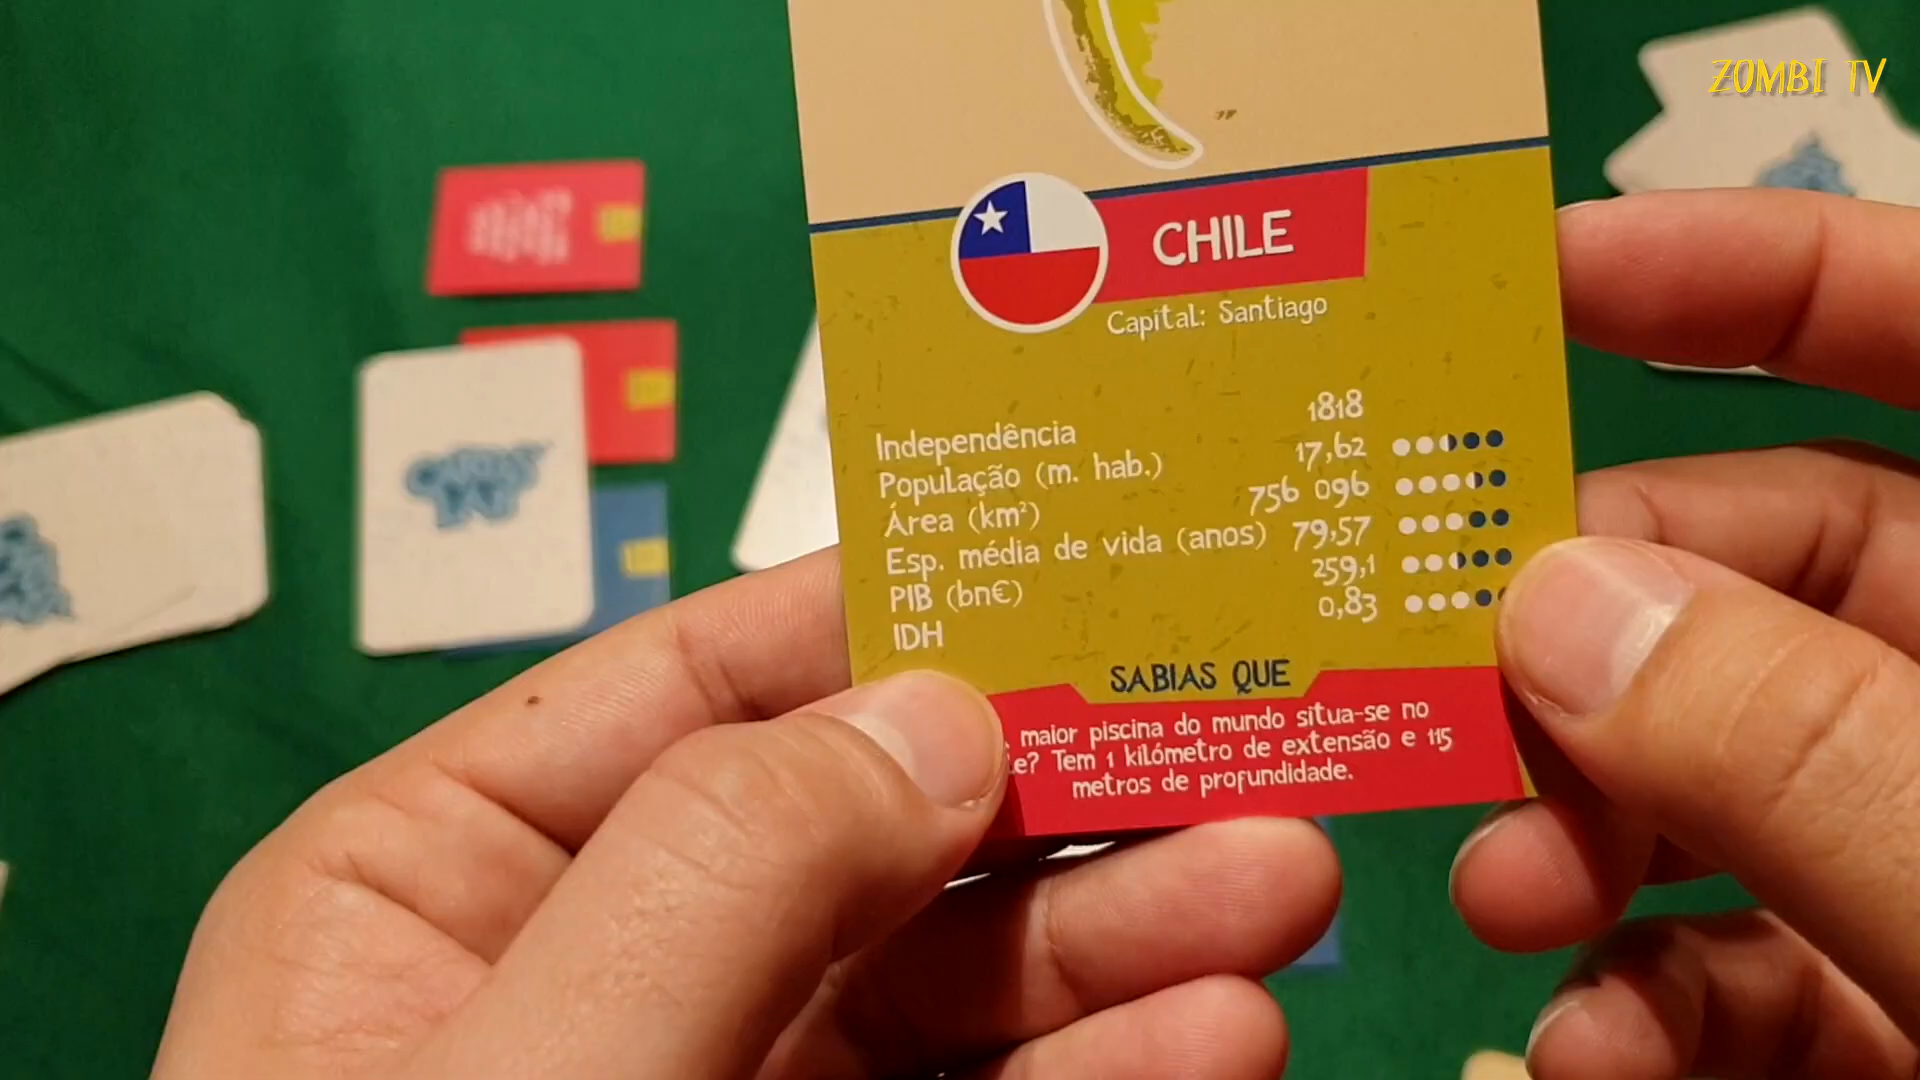 ZOMBI TV
CHILE
Capital: Santiago
Independência 1818
População (m. hab.) 17,62
Área (km²) 756 096
Esp. média de vida (anos) 79,57
PIB (bn€) 259,1
IDH 0,83
SABIAS QUE
maior piscina do mundo situa-se no
Tem 1 kilómetro de extensão e 115
metros de profundidade.